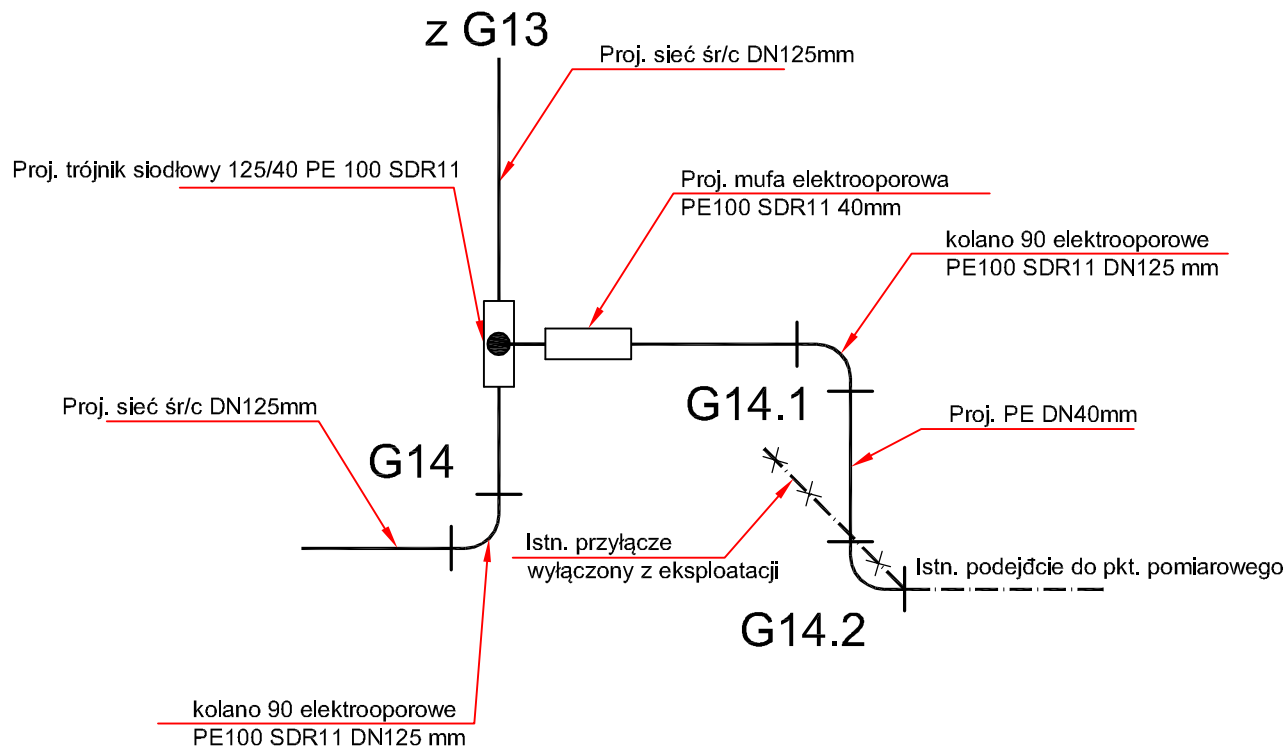 z G13
Proj. sieć śr/c DN125mm
Proj. trójnik siodłowy 125/40 PE 100 SDR11
Proj. mufa elektrooporowa
PE100 SDR11 40mm
kolano 90 elektrooporowe
PE100 SDR11 DN125 mm
G14.1
Proj. sieć śr/c DN125mm
Proj. PE DN40mm
G14
Istn. przyłącze
wyłączony z eksploatacji
Istn. podejđcie do pkt. pomiarowego
G14.2
kolano 90 elektrooporowe
PE100 SDR11 DN125 mm